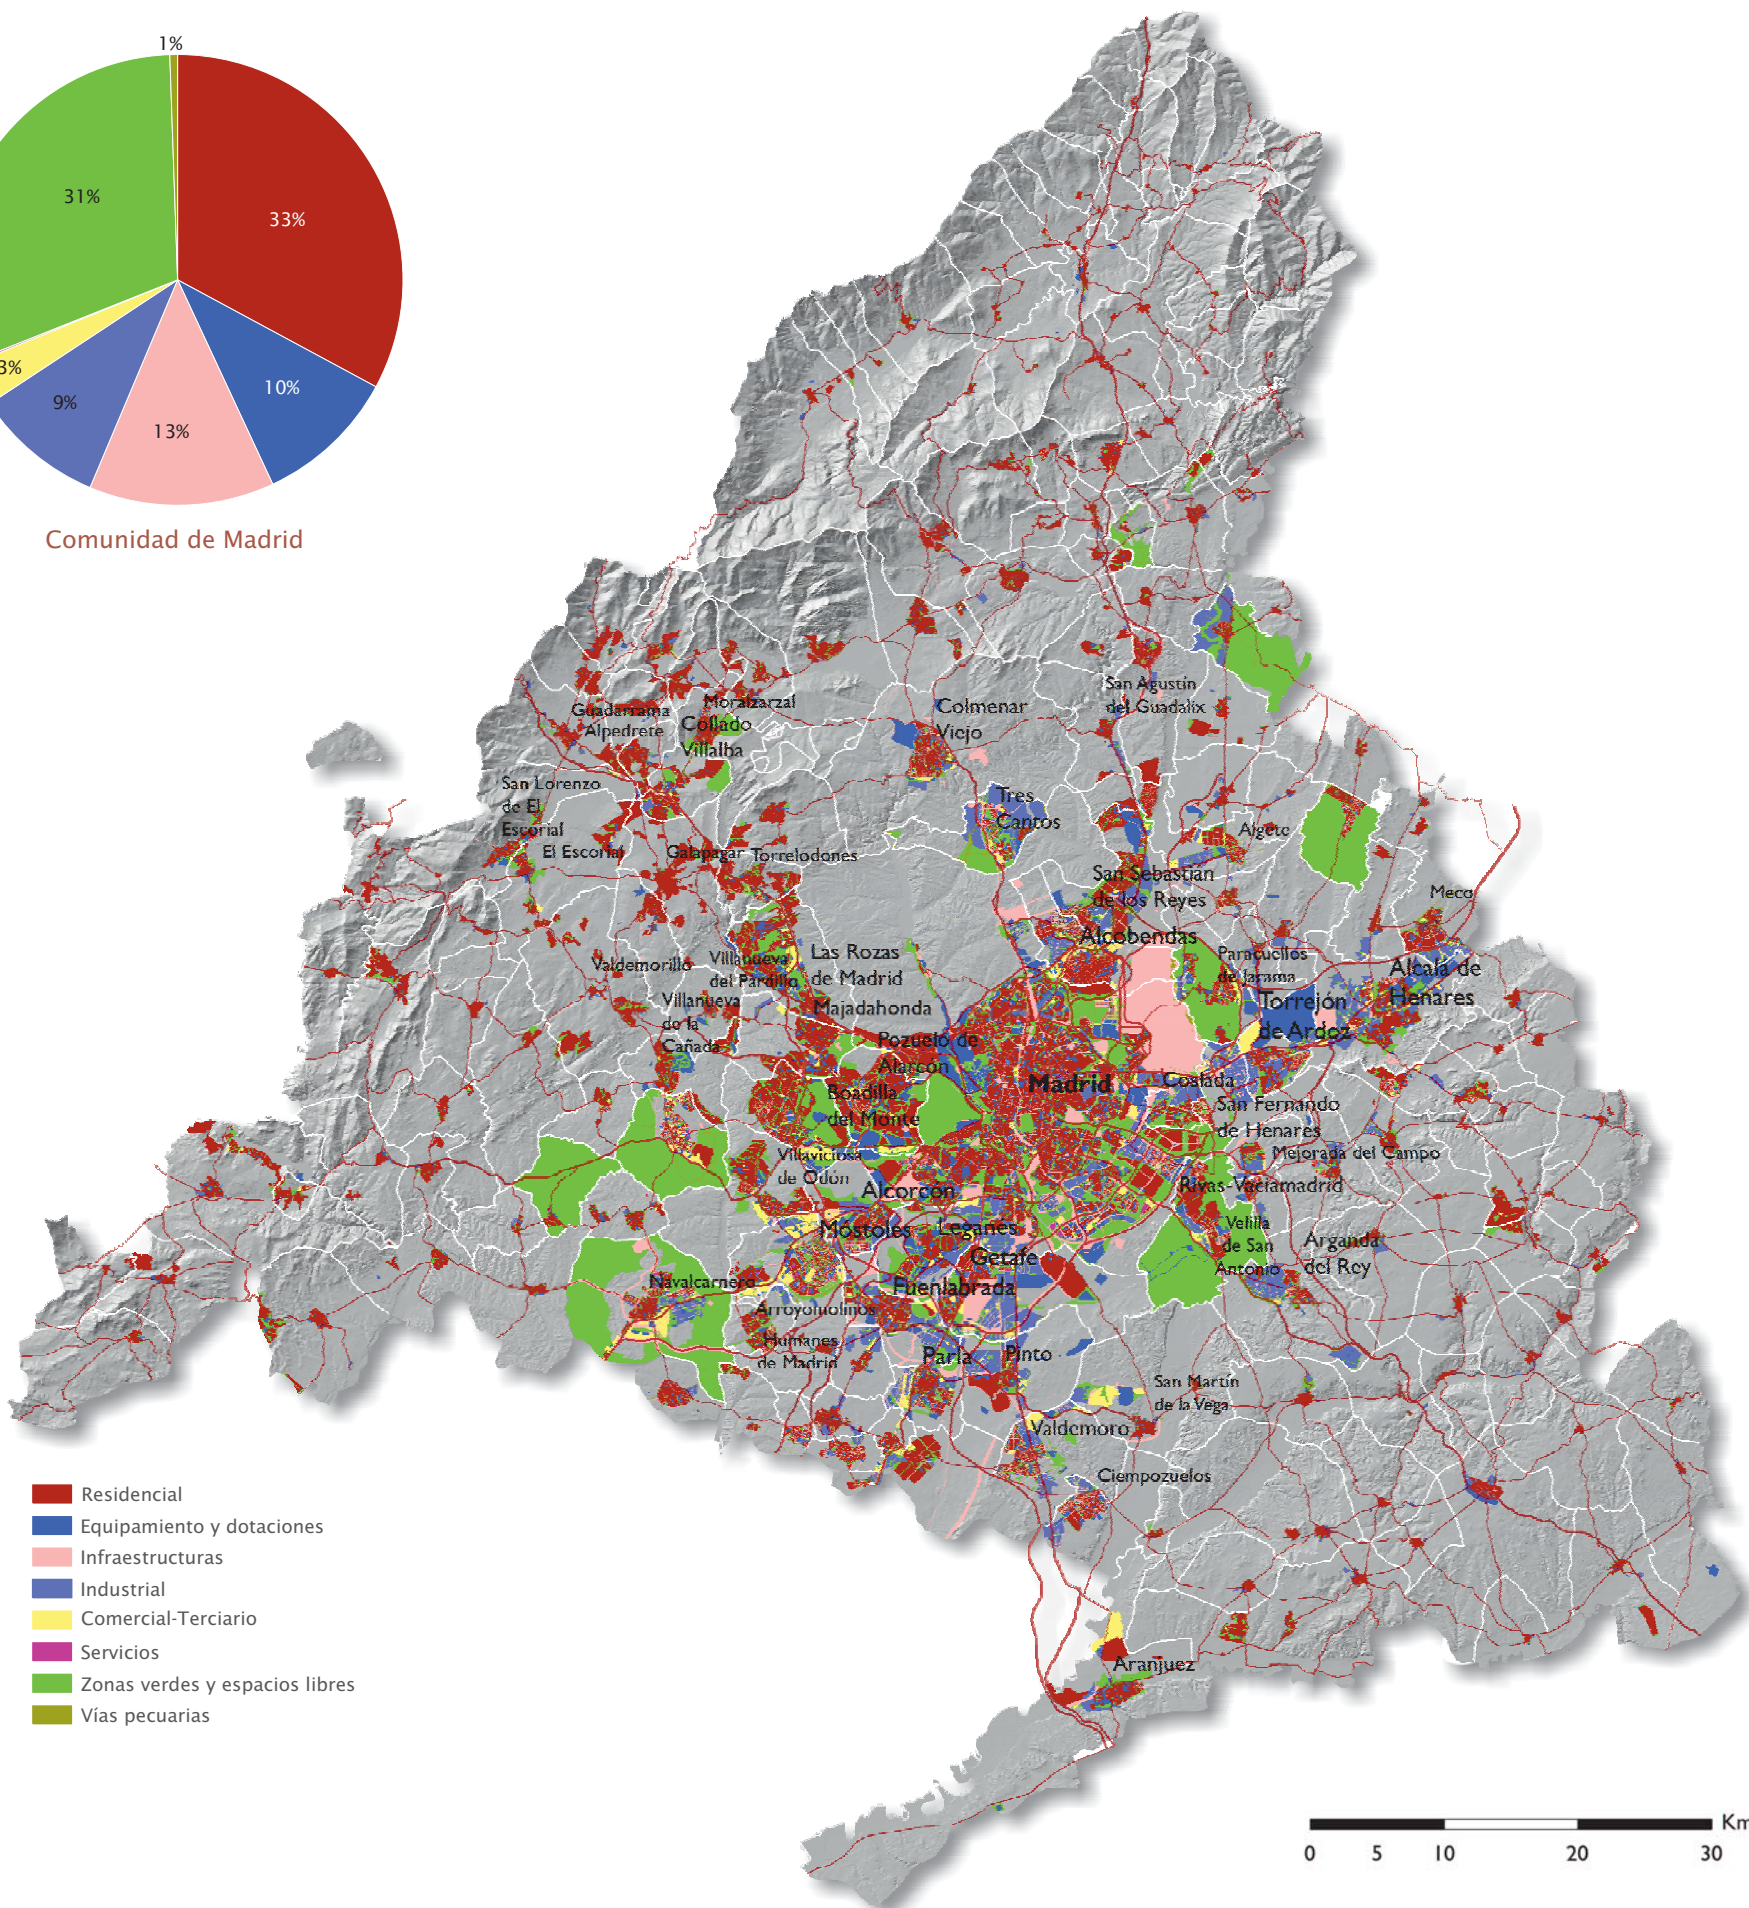 1%
31%
33%
3%
10%
9%
13%
Comunidad de Madrid
San Agustín
del Guadalix
Moralzarzal
Guadarrama
Collado
Villalba
Alpedrete
Colmenar
Viejo
San Lorenzo
de El
Escorial
El Escorial
Galapagar
Torrelodones
Tres
Cantos
Algete
San Sebastián
de los Reyes
Meco
Alcobendas
Valdemorillo
Villanueva
del Pardillo
Las Rozas
de Madrid
Paracuellos
de Jarama
Alcalá de
Henares
Villanueva
de la
Cañada
Majadahonda
Torrejón
de Ardoz
Pozuelo de
Alarcón
Madrid
Coslada
Boadilla
del Monte
San Fernando
de Henares
Villaviciosa
de Odón
Mejorada del Campo
Alcorcón
Rivas-Vaciamadrid
Móstoles
Leganés
Velilla
de San
Antonio
Arganda
del Rey
Getafe
Navalcarnero
Fuenlabrada
Arroyomolinos
Humanes
de Madrid
Parla
Pinto
San Martín
de la Vega
Valdemoro
Ciempozuelos
Aranjuez
Residencial
Equipamiento y dotaciones
Infraestructuras
Industrial
Comercial-Terciario
Servicios
Zonas verdes y espacios libres
Vías pecuarias
Km
0 5 10 20 30